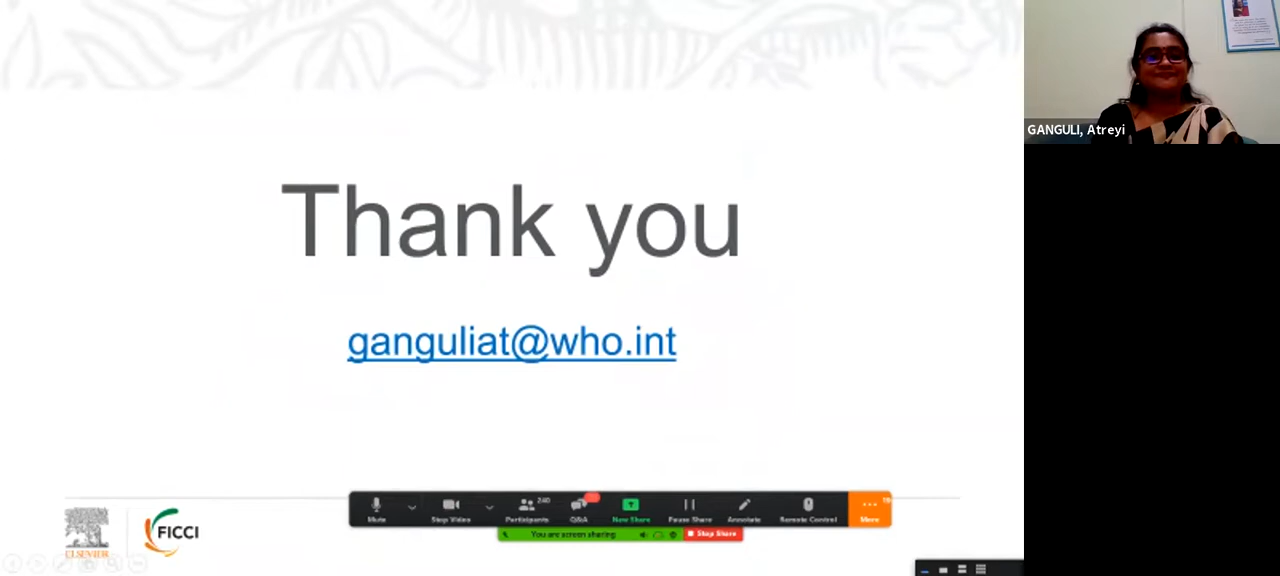 Thank you
ganguliat@who.int
GANGULI, Atreyi
ELSEVIER
FICCI
Mute
Stop Video
Participants
240
Q&A
New Share
Pause Share
Annotate
Remote Control
More
You are screen sharing
Stop Share